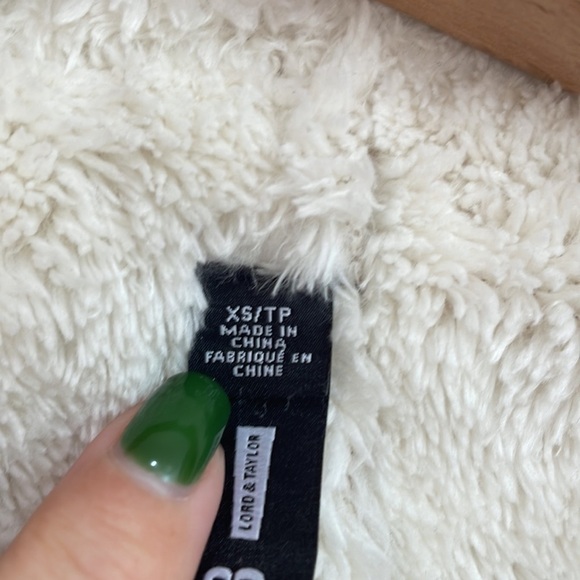 XS/TP
MADE IN
CHINA
FABRIQUÉ EN
CHINE
LORD & TAYLOR